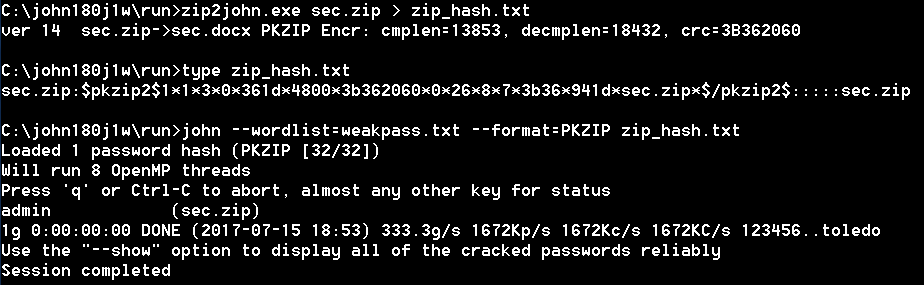 C:\john180j1w\run>zip2john.exe sec.zip > zip_hash.txt
ver 14  sec.zip->sec.docx PKZIP Encr: cmplen=13853, decmplen=18432, crc=3B362060
C:\john180j1w\run>type zip_hash.txt
sec.zip:$pkzip2$1*1*3*0*361d*4800*3b362060*0*26*8*7*3b36*941d*sec.zip*$/pkzip2$:::::sec.zip
C:\john180j1w\run>john --wordlist=weakpass.txt --format=PKZIP zip_hash.txt
Loaded 1 password hash (PKZIP [32/32])
Will run 8 OpenMP threads
Press 'q' or Ctrl-C to abort, almost any other key for status
admin            (sec.zip)
1g 0:00:00:00 DONE (2017-07-15 18:53) 333.3g/s 1672Kp/s 1672Kc/s 1672KC/s 123456..toledo
Use the "--show" option to display all of the cracked passwords reliably
Session completed